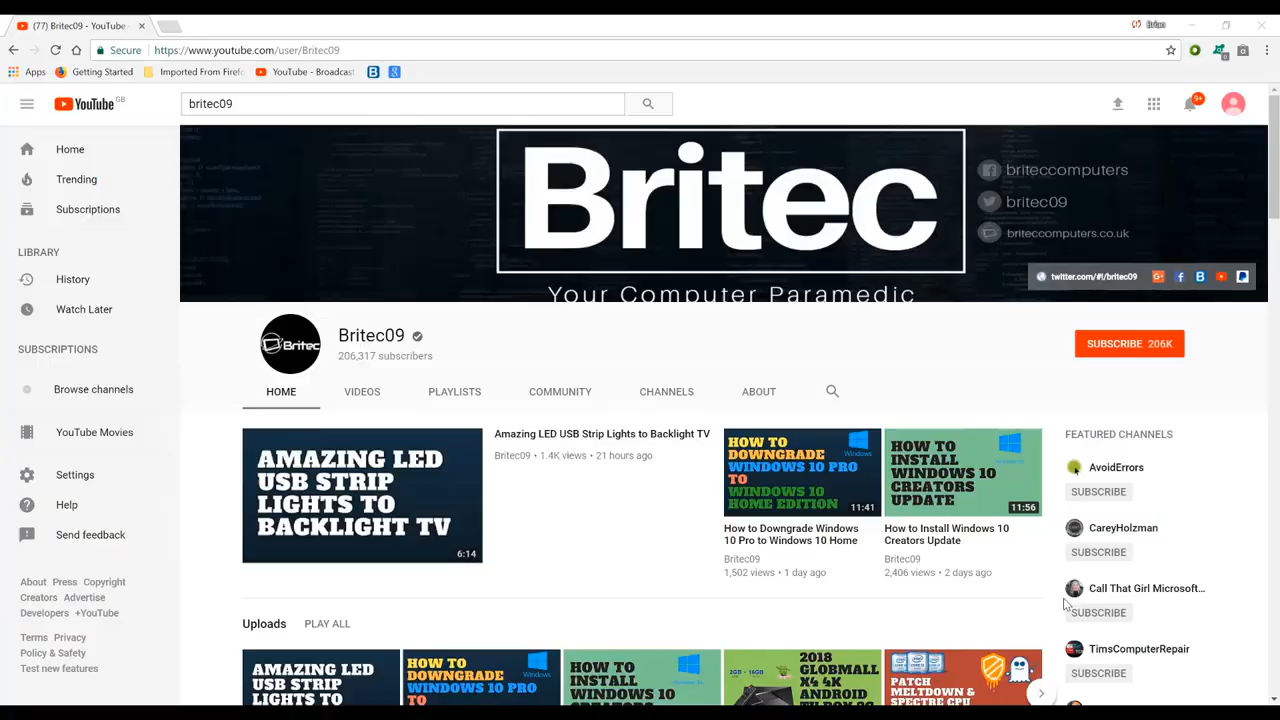 (77) Britec09 - YouTube
Brian
Secure
https://www.youtube.com/user/Britec09
Apps
Getting Started
Imported From Firef
YouTube - Broadcast
YouTube GB
britec09
9+
Home
Trending
Subscriptions
LIBRARY
History
Watch Later
SUBSCRIPTIONS
Browse channels
YouTube Movies
Settings
Help
Send feedback
About Press Copyright
Creators Advertise
Developers +YouTube
Terms Privacy
Policy & Safety
Test new features
Britec
Your Computer Paramedic
briteccomputers
britec09
briteccomputers.co.uk
twitter.com/#!/britec09
Britec
Britec09
206,317 subscribers
SUBSCRIBE 206K
HOME
VIDEOS
PLAYLISTS
COMMUNITY
CHANNELS
ABOUT
AMAZING LED
USB STRIP
LIGHTS TO
BACKLIGHT TV
6:14
Amazing LED USB Strip Lights to Backlight TV
Britec09 • 1.4K views • 21 hours ago
HOW TO
DOWNGRADE
WINDOWS 10 PRO
TO
WINDOWS 10
HOME EDITION
Windows
11:41
How to Downgrade Windows
10 Pro to Windows 10 Home
Britec09
1,502 views • 1 day ago
HOW TO
INSTALL
WINDOWS 10
CREATORS
UPDATE
11:56
How to Install Windows 10
Creators Update
Britec09
2,406 views • 2 days ago
FEATURED CHANNELS
AvoidErrors
SUBSCRIBE
CareyHolzman
SUBSCRIBE
Call That Girl Microsoft...
SUBSCRIBE
TimsComputerRepair
SUBSCRIBE
Uploads
PLAY ALL
AMAZING LED
USB STRIP
HOW TO
DOWNGRADE
WINDOWS 10 PRO
TO
HOW TO
INSTALL
WINDOWS 10
2GB - 16GB
2018
GLOBMALL
X4 4K
ANDROID
PATCH
MELTDOWN &